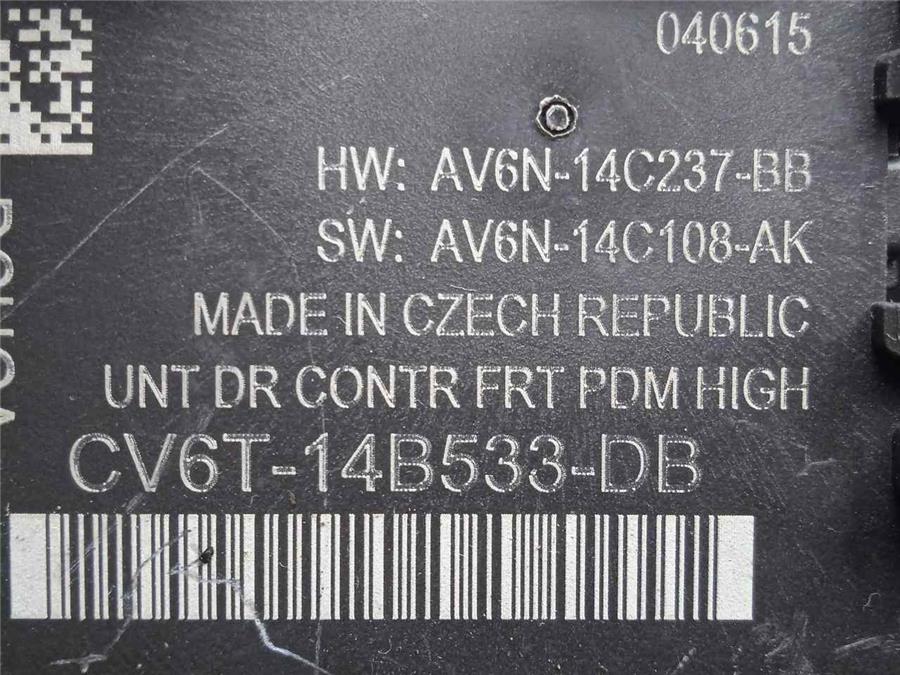 040615
HW: AV6N-14C237-BB
SW: AV6N-14C108-AK
MADE IN CZECH REPUBLIC
UNT DR CONTR FRT PDM HIGH
CV6T-14B533-DB